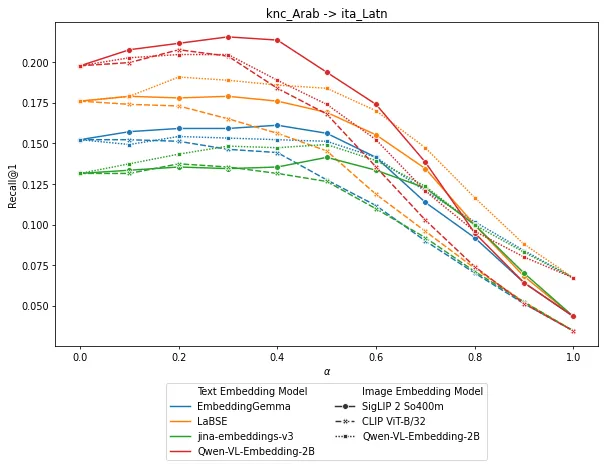 knc_Arab -> ita_Latn
Recall@1
0.200
0.175
0.150
0.125
0.100
0.075
0.050
0.0 0.2 0.4 0.6 0.8 1.0
α
Text Embedding Model
EmbeddingGemma
LaBSE
jina-embeddings-v3
Qwen-VL-Embedding-2B
Image Embedding Model
SigLIP 2 So400m
CLIP ViT-B/32
Qwen-VL-Embedding-2B